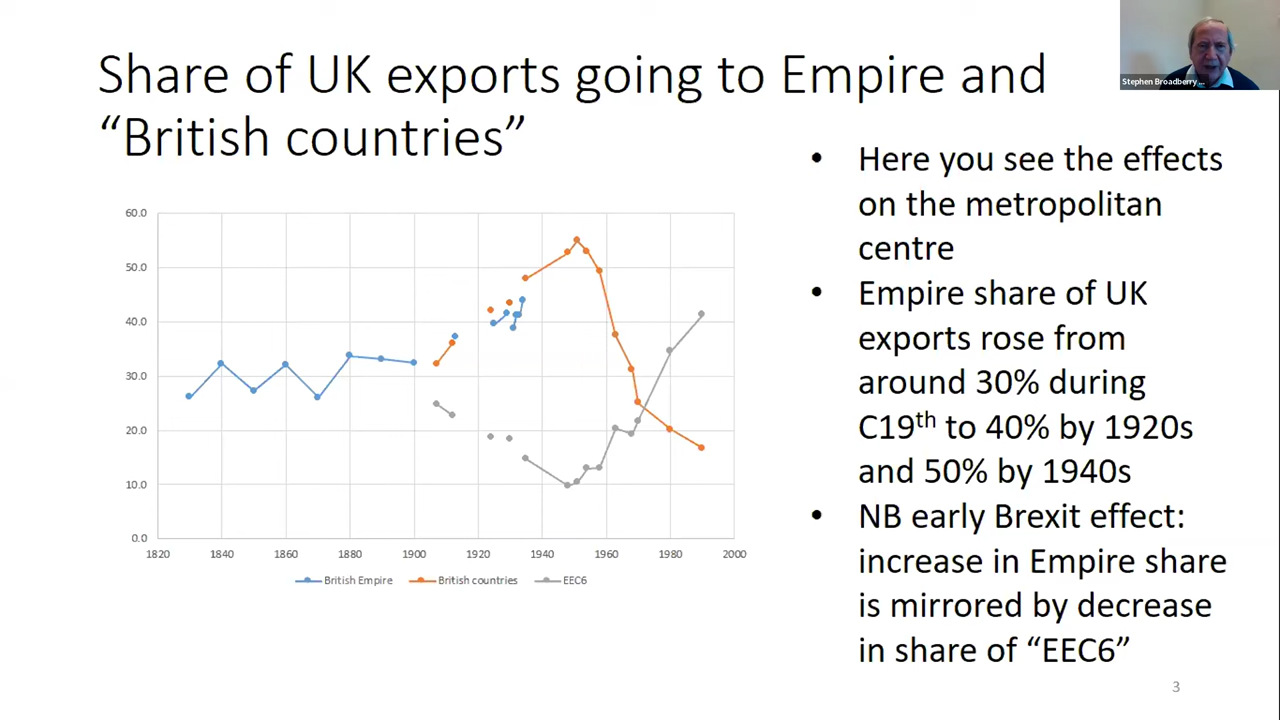 Share of UK exports going to Empire and
“British countries”
Stephen Broadberry ...
• Here you see the effects
on the metropolitan
centre
• Empire share of UK
exports rose from
around 30% during
C19th to 40% by 1920s
and 50% by 1940s
• NB early Brexit effect:
increase in Empire share
is mirrored by decrease
in share of “EEC6”
60.0
50.0
40.0
30.0
20.0
10.0
0.0
1820 1840 1860 1880 1900 1920 1940 1960 1980 2000
British Empire British countries EEC6
3